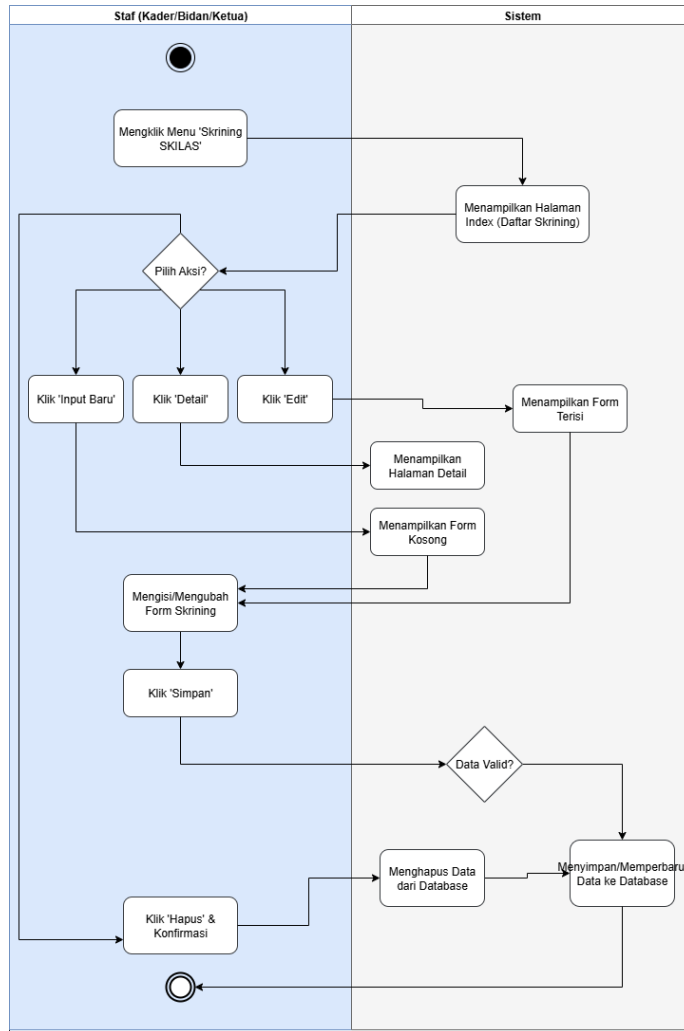 Staf (Kader/Bidan/Ketua)
Sistem
Mengklik Menu 'Skrining
SKILAS'
Menampilkan Halaman
Index (Daftar Skrining)
Pilih Aksi?
Klik 'Input Baru'
Klik 'Detail'
Klik 'Edit'
Menampilkan Form
Terisi
Menampilkan
Halaman Detail
Menampilkan Form
Kosong
Mengisi/Mengubah
Form Skrining
Klik 'Simpan'
Data Valid?
Menghapus Data
dari Database
Menyimpan/Memperbaru
Data ke Database
Klik 'Hapus' &
Konfirmasi